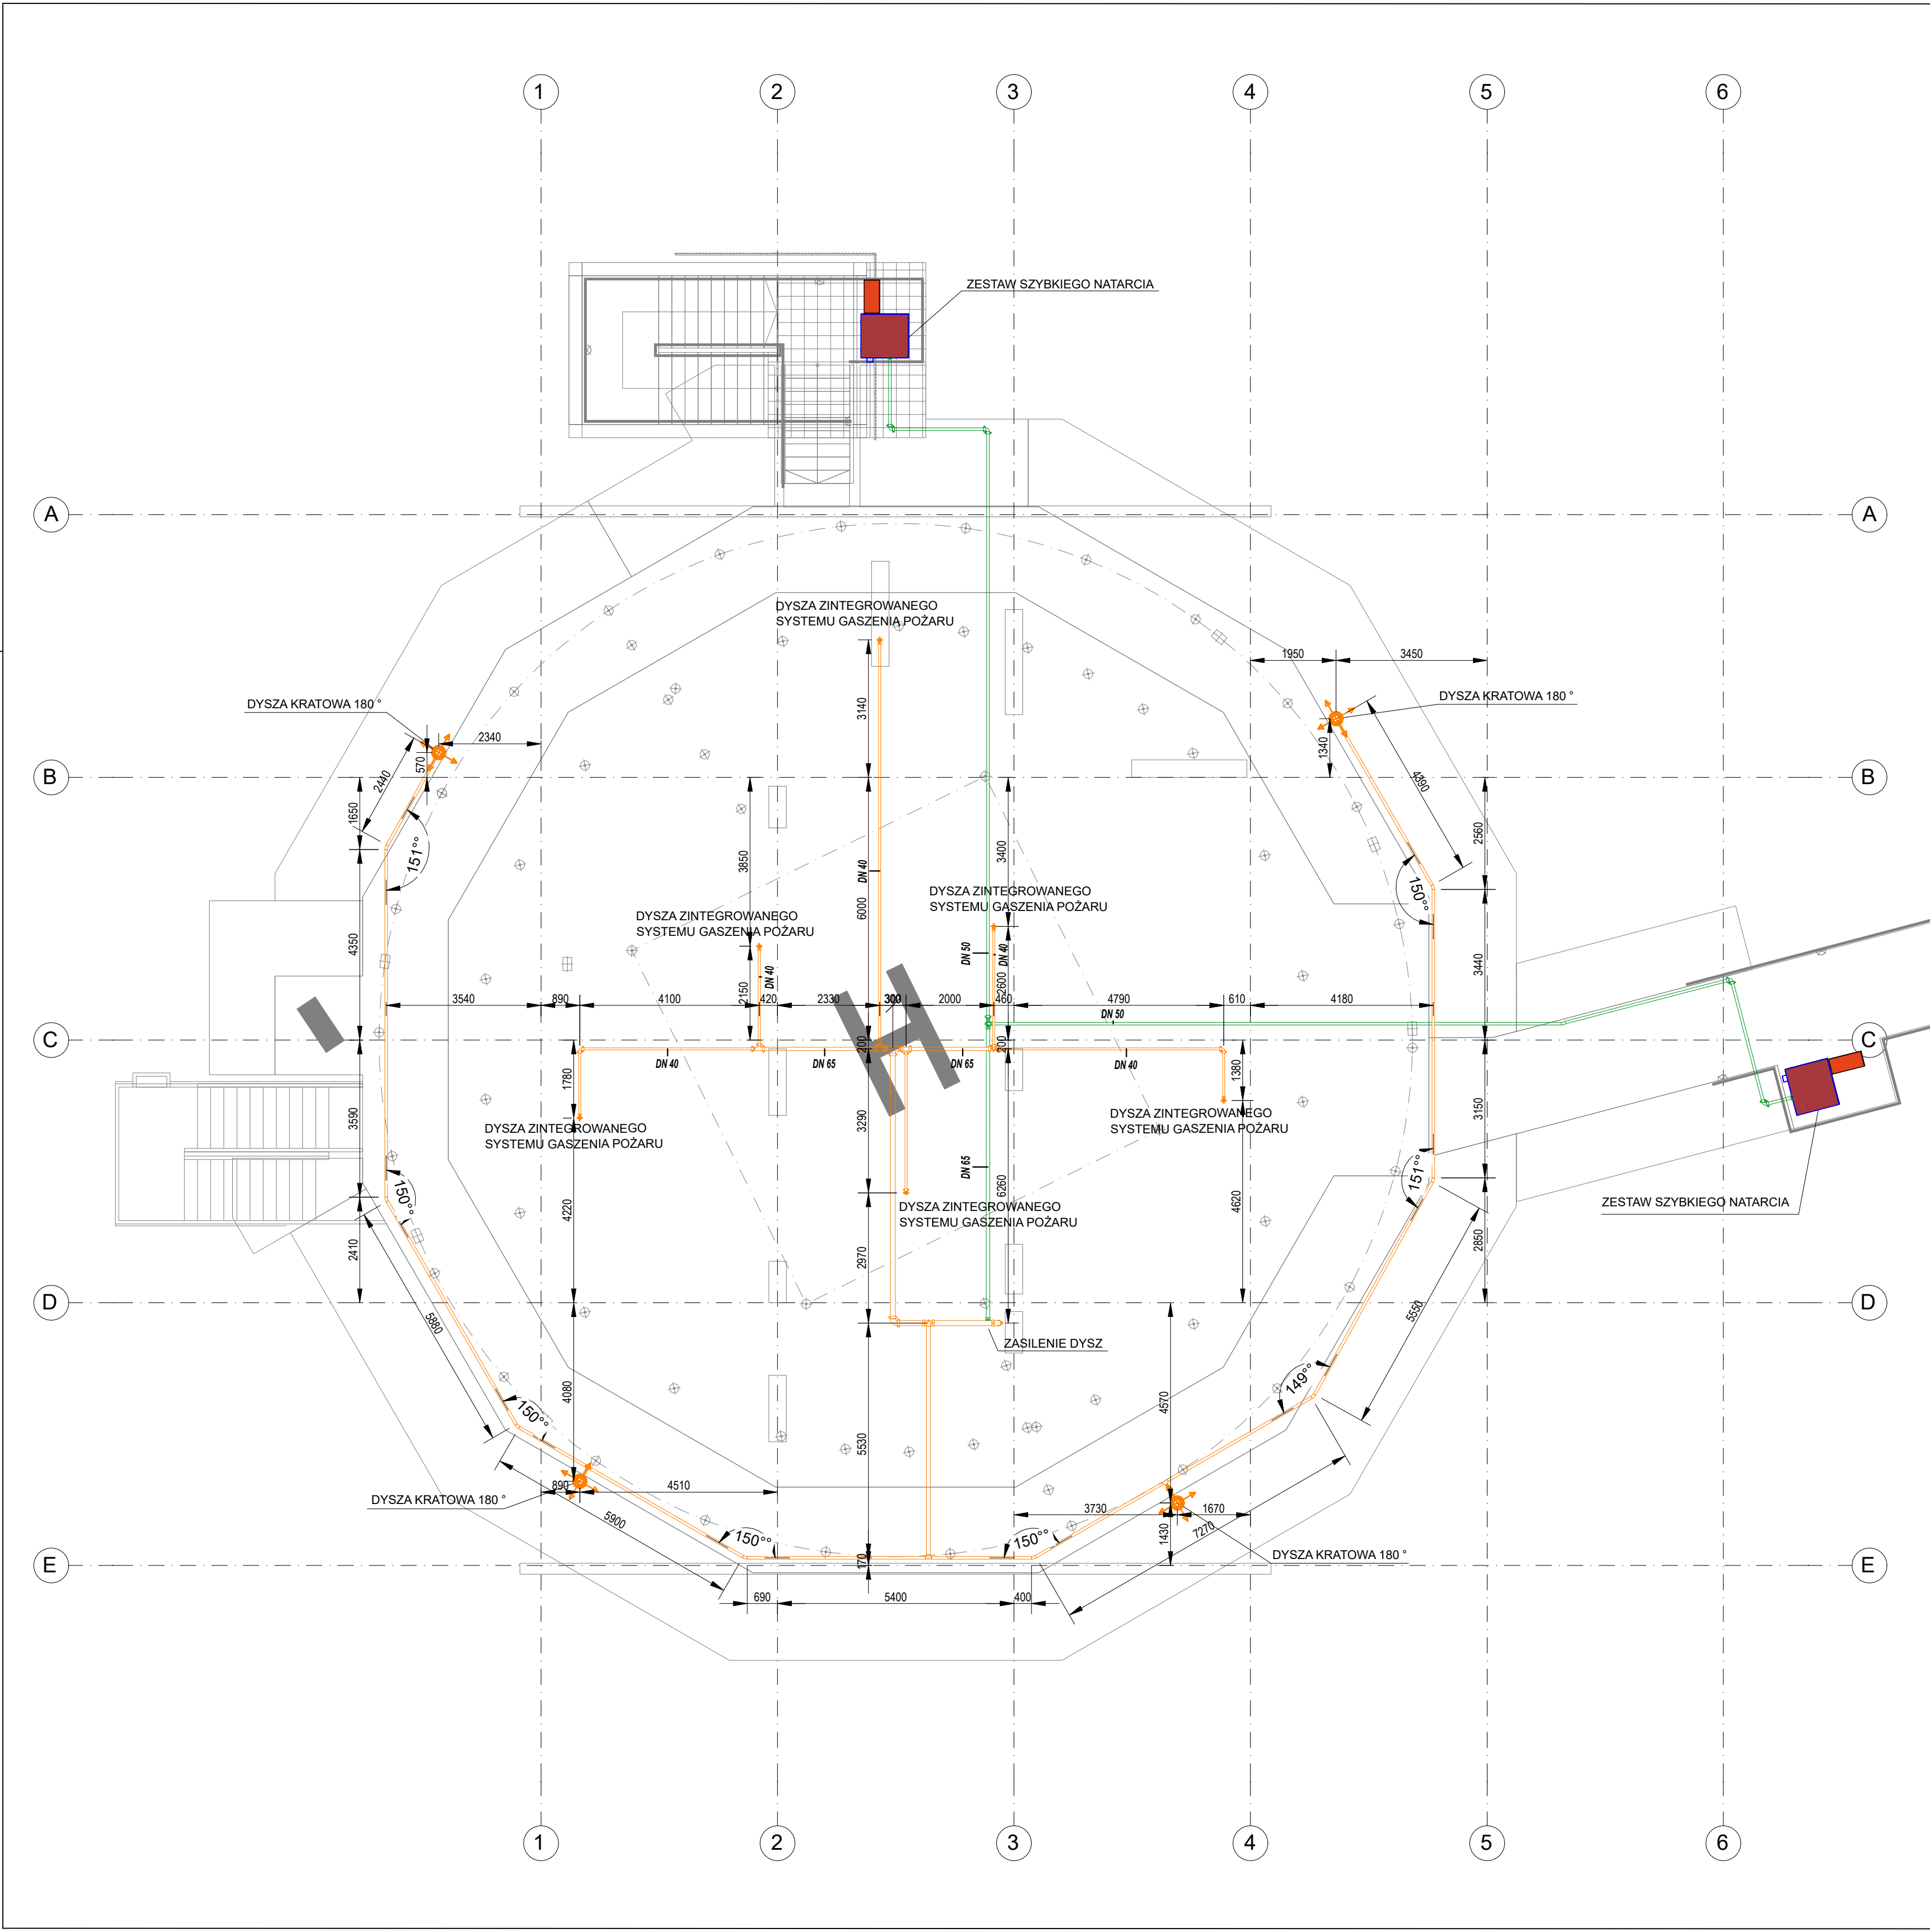 1 2 3 4 5 6
ZESTAW SZYBKIEGO NATARCIA
A A
DYSZA ZINTEGROWANEGO
SYSTEMU GASZENIA POŻARU
1950 3450
DYSZA KRATOWA 180 °
DYSZA KRATOWA 180 °
3140
2340
570
1340
2440
4390
B B
1650
151°°
3850
DN 40
6000
3400
2560
150°°
DYSZA ZINTEGROWANEGO
SYSTEMU GASZENIA POŻARU
DYSZA ZINTEGROWANEGO
SYSTEMU GASZENIA POŻARU
4350
DN 40
2150
DN 50
DN 40
2600
3440
3540 890 4100 420 2330 300 2000 460 4790 610 4180
DN 50
C C
200 200
DN 40 DN 65 DN 65 DN 40
1780
1380
3590
3290
3150
DYSZA ZINTEGROWANEGO
SYSTEMU GASZENIA POŻARU
DYSZA ZINTEGROWANEGO
SYSTEMU GASZENIA POŻARU
DN 65
6260
150°°
151°°
4220
4620
DYSZA ZINTEGROWANEGO
SYSTEMU GASZENIA POŻARU
ZESTAW SZYBKIEGO NATARCIA
2410
2970
2850
D D
5880
5550
ZASILENIE DYSZ
4080
4570
149°°
150°°
5530
890 4510
DYSZA KRATOWA 180 °
5900
3730 1670
1430
7270
150°°
150°°
DYSZA KRATOWA 180 °
170
E E
690 5400 400
1 2 3 4 5 6